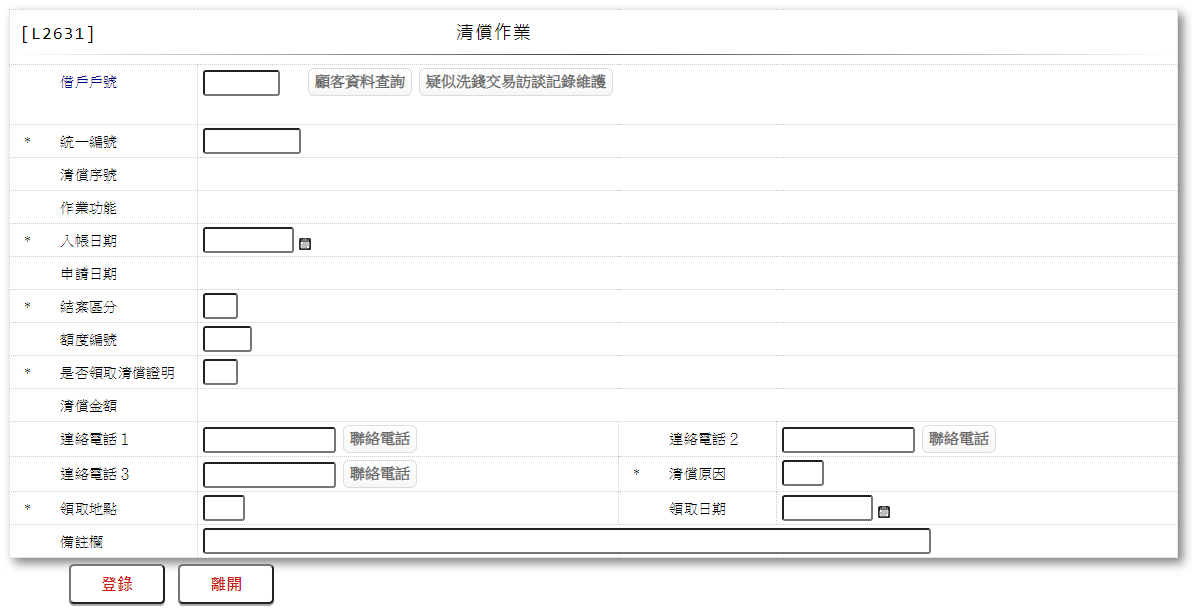 [L2631] 清償作業
借戶戶號 顧客資料查詢 疑似洗錢交易訪談記錄維護
* 統一編號
清償序號
作業功能
* 入帳日期
申請日期
* 結案區分
額度編號
* 是否領取清償證明
清償金額
連絡電話 1 聯絡電話 連絡電話 2 聯絡電話
連絡電話 3 聯絡電話 * 清償原因
* 領取地點 領取日期
備註欄
登錄 離開